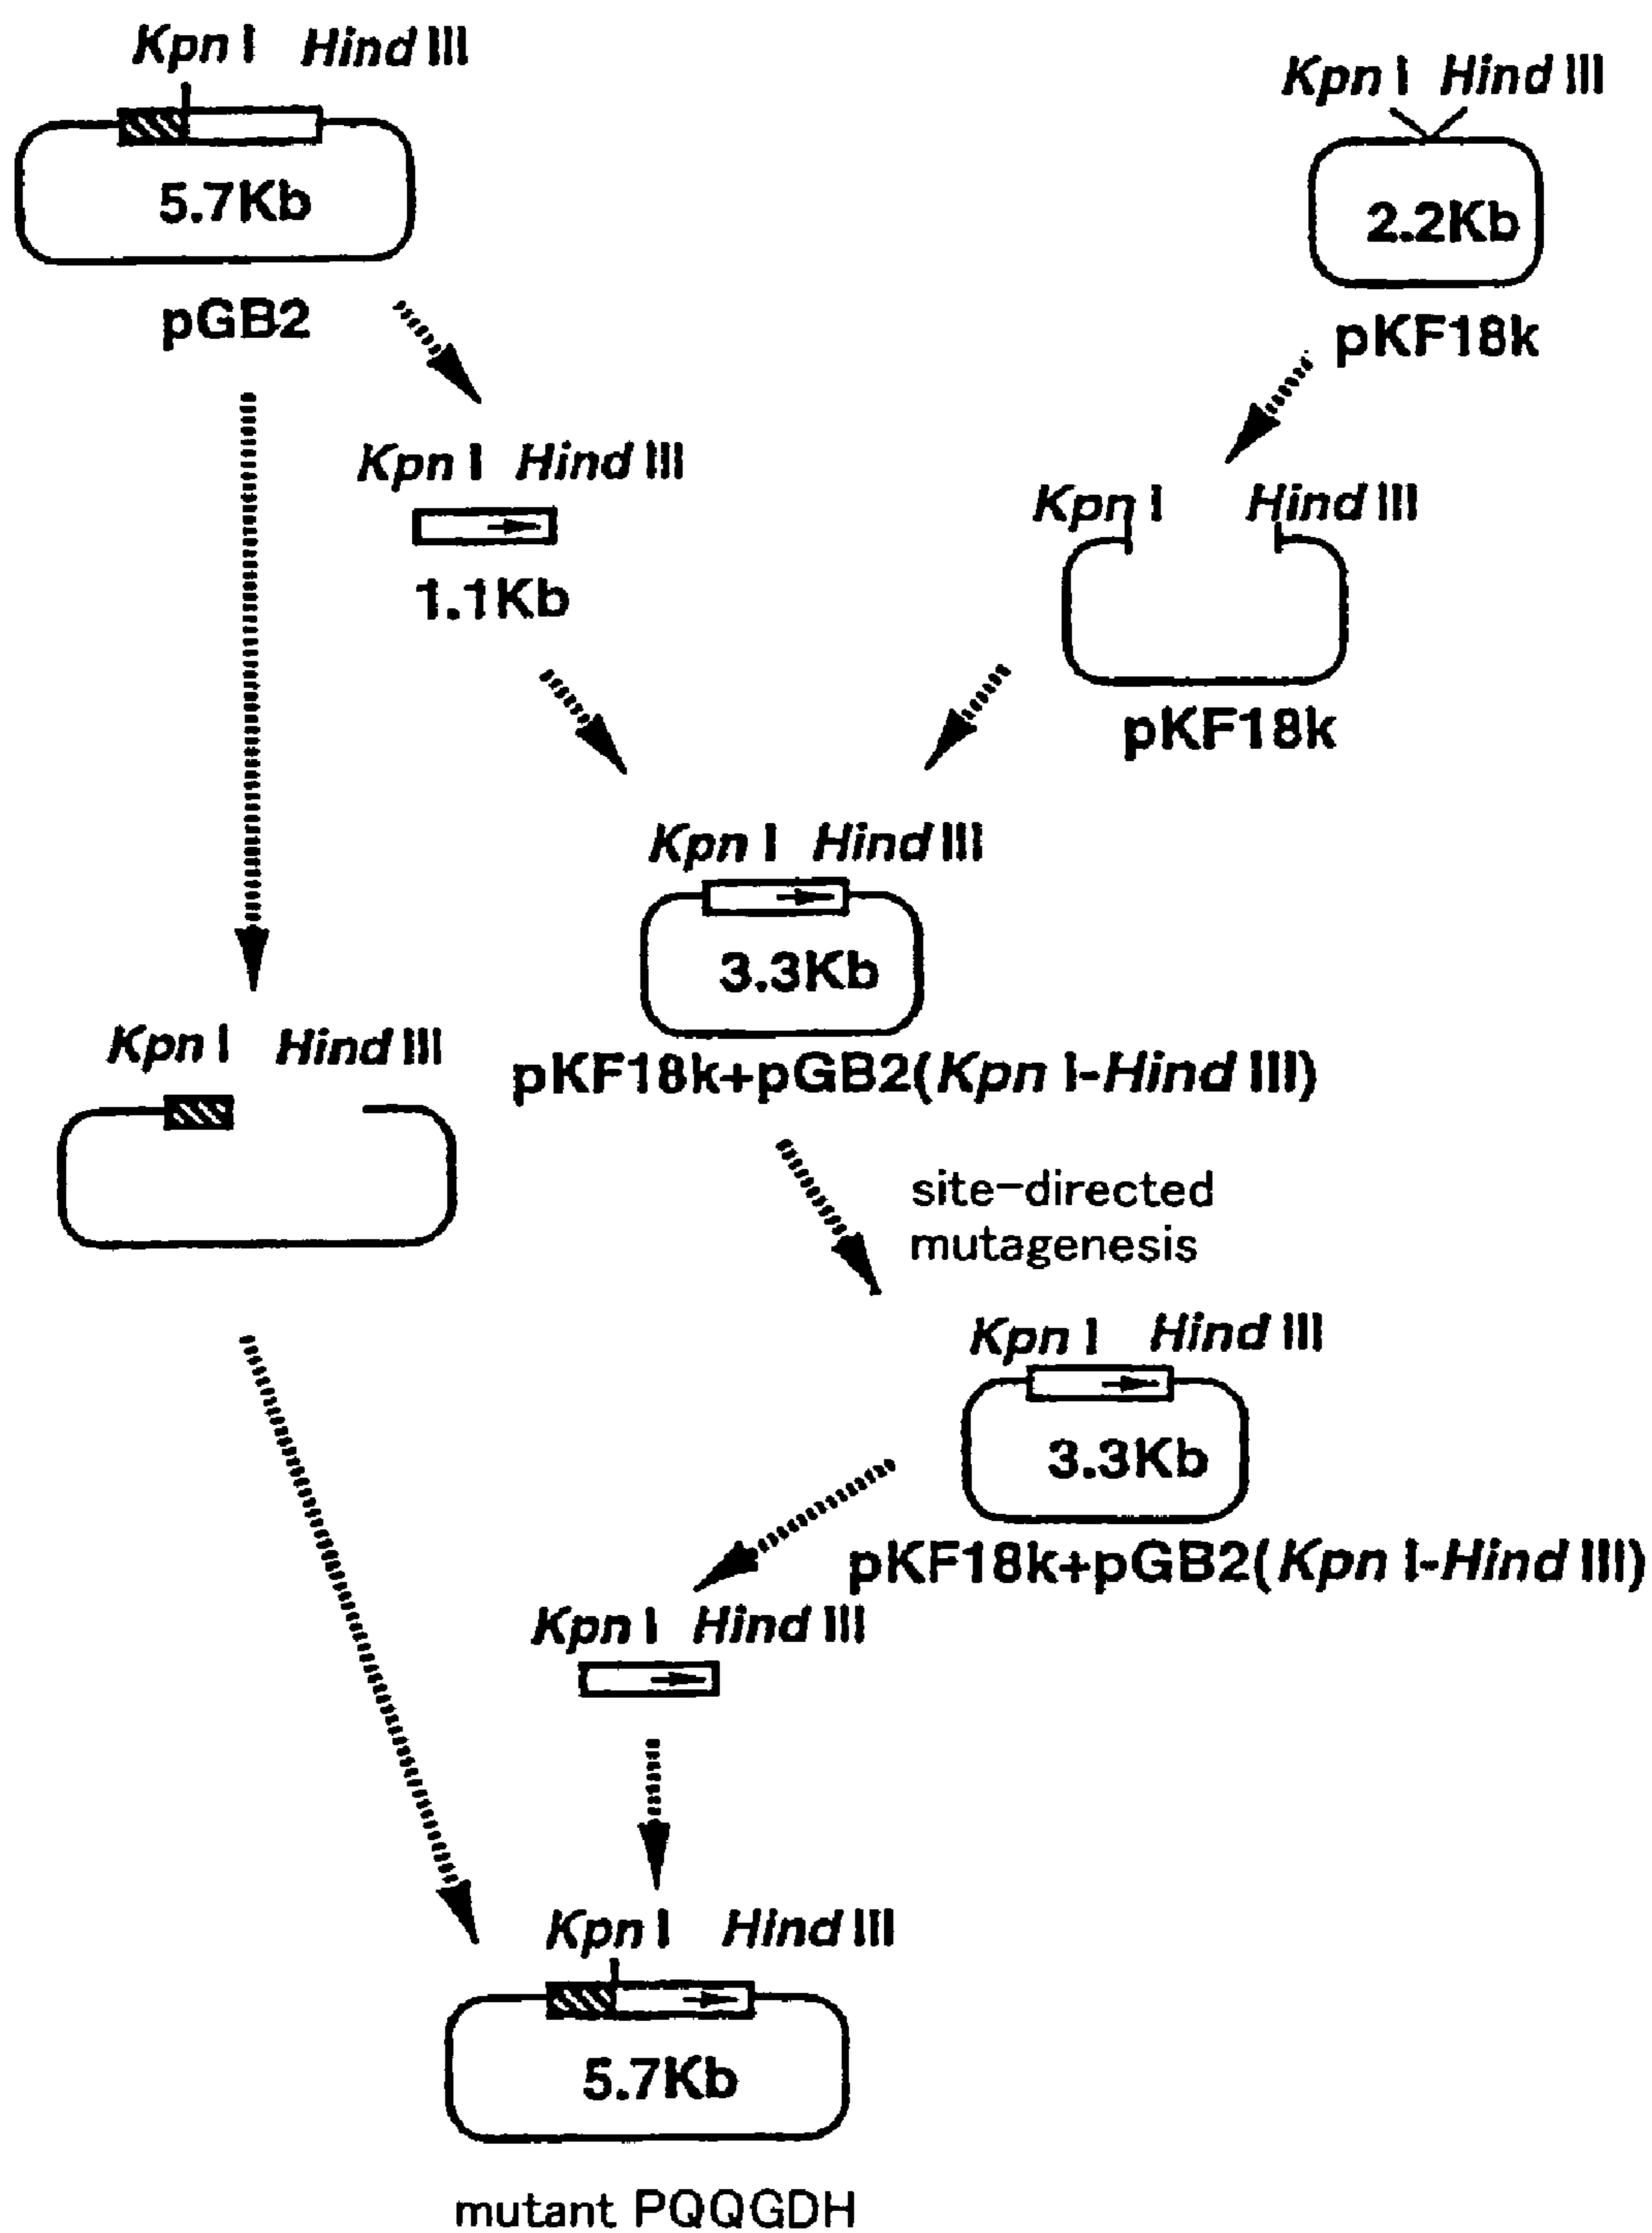 Kpn I Hind III
Kpn I Hind III
5.7Kb
2.2Kb
pGB2
pKF18k
Kpn I Hind III
Kpn I Hind III
1.1Kb
pKF18k
Kpn I Hind III
3.3Kb
Kpn I Hind III
pKF18k+pGB2(Kpn I-Hind III)
site-directed
mutagenesis
Kpn I Hind III
3.3Kb
pKF18k+pGB2(Kpn I-Hind III)
Kpn I Hind III
Kpn I Hind III
5.7Kb
mutant PQQGDH